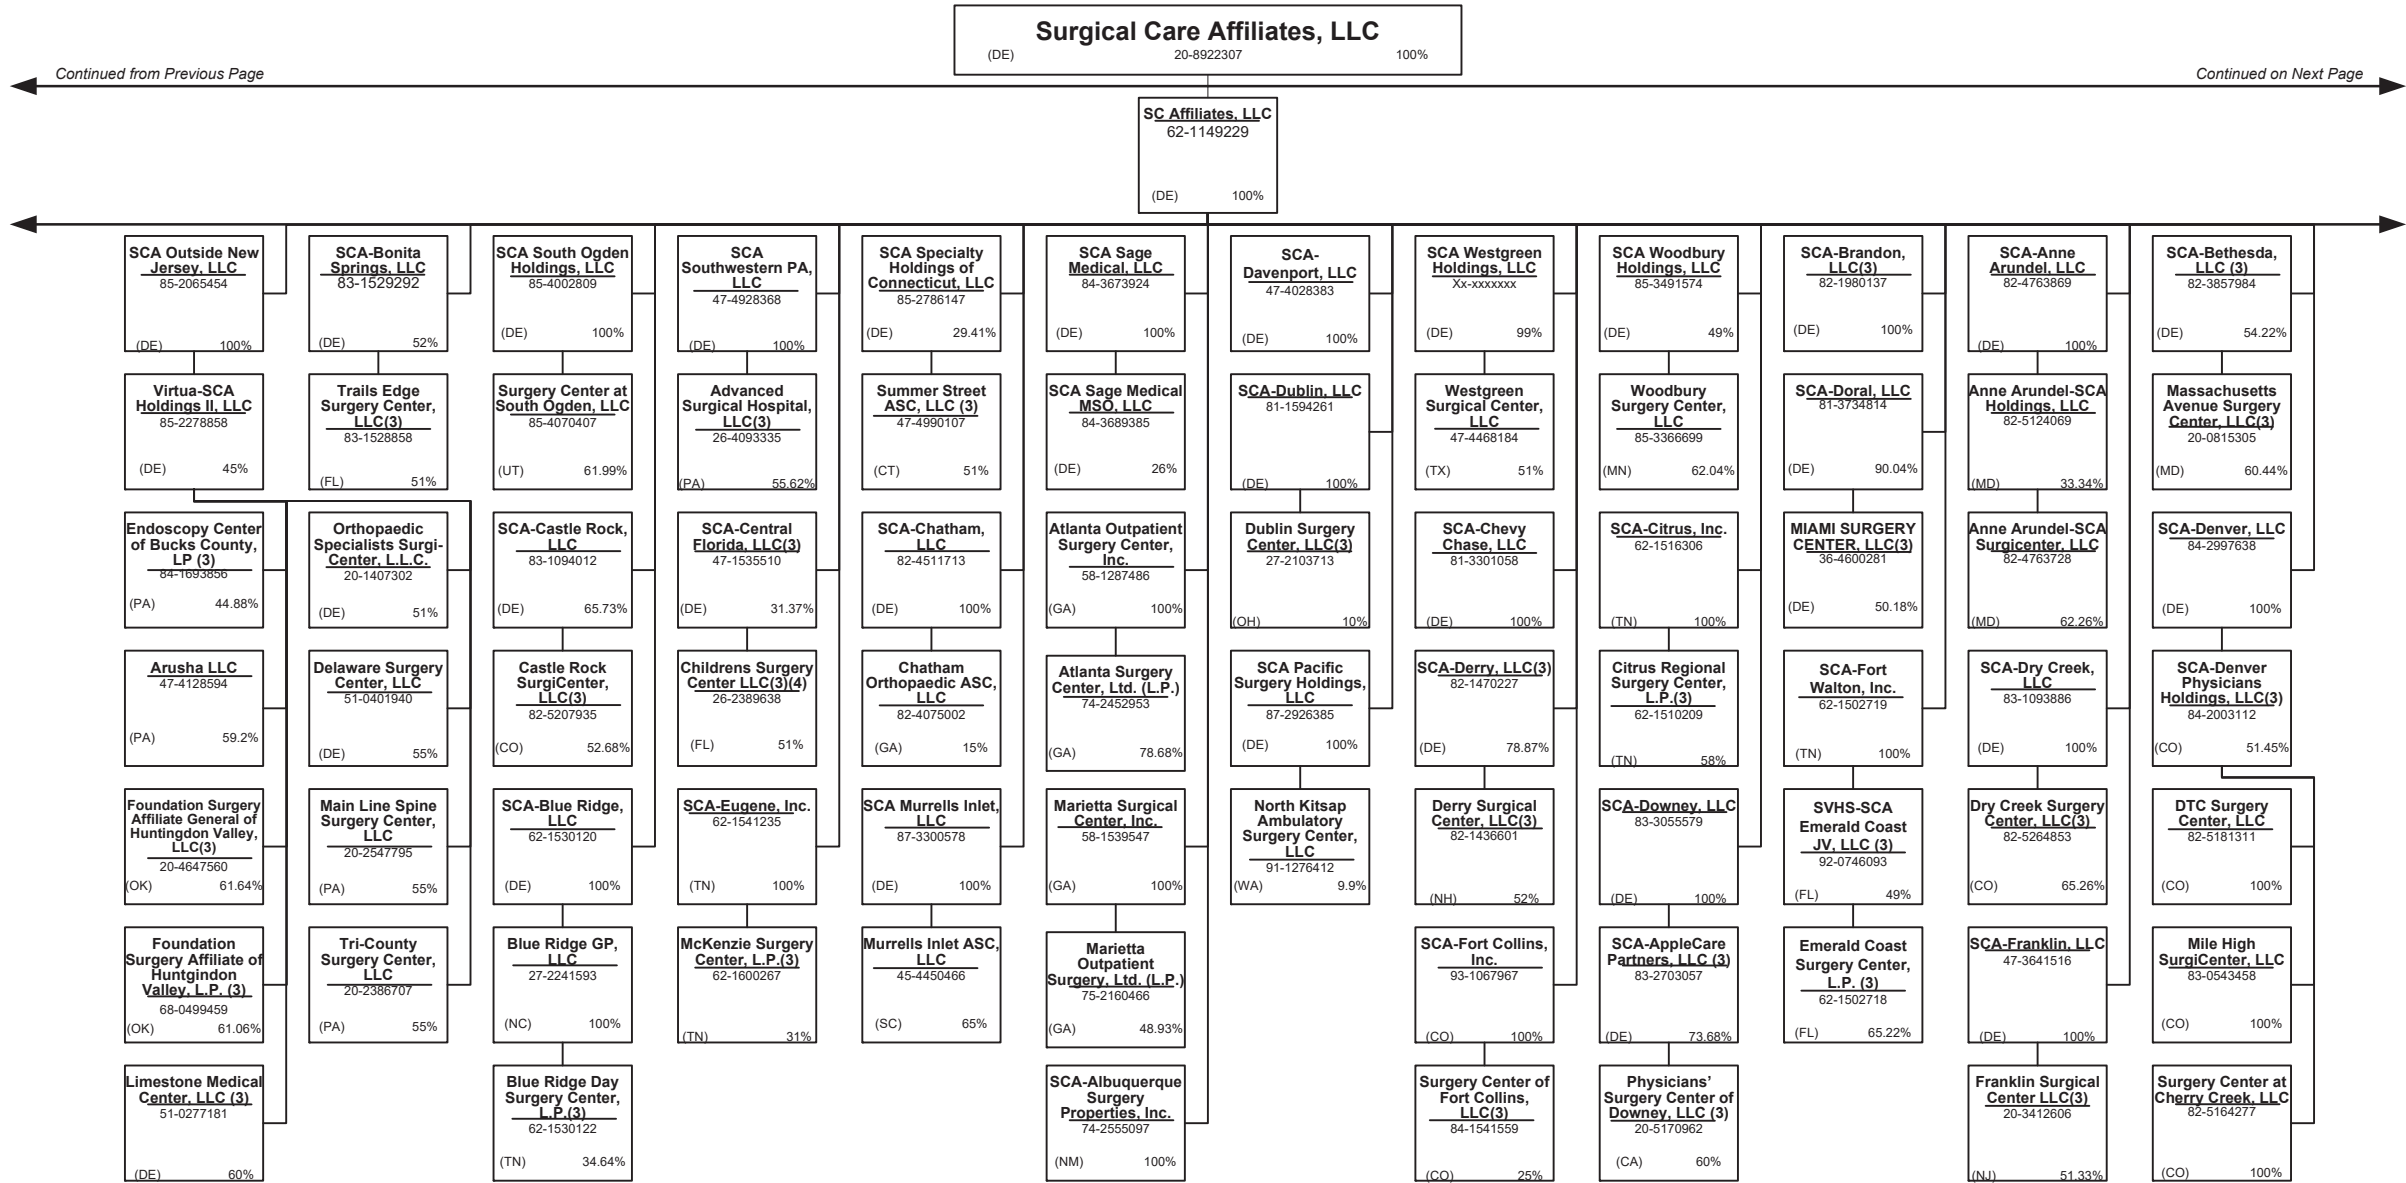 Surgical Care Affiliates, LLC
(DE) 20-8922307 100%
Continued from Previous Page
Continued on Next Page
SC Affiliates, LLC
62-1149229
(DE) 100%
SCA Outside New
Jersey, LLC
85-2065454
(DE) 100%
Virtua-SCA
Holdings II, LLC
85-2278858
(DE) 45%
Endoscopy Center
of Bucks County,
LP (3)
84-1693856
(PA) 44.88%
Arusha LLC
47-4128594
(PA) 59.2%
Foundation Surgery
Affiliate General of
Huntingdon Valley,
LLC(3)
20-4647560
(OK) 61.64%
Foundation
Surgery Affiliate of
Huntgindon
Valley, L.P. (3)
68-0499459
(OK) 61.06%
Limestone Medical
Center, LLC (3)
51-0277181
(DE) 60%
SCA-Bonita
Springs, LLC
83-1529292
(DE) 52%
Trails Edge
Surgery Center,
LLC(3)
83-1528858
(FL) 51%
Orthopaedic
Specialists Surgi-
Center, L.L.C.
20-1407302
(DE) 51%
Delaware Surgery
Center, LLC
51-0401940
(DE) 55%
Main Line Spine
Surgery Center,
LLC
20-2547795
(PA) 55%
Tri-County
Surgery Center,
LLC
20-2386707
(PA) 55%
SCA South Ogden
Holdings, LLC
85-4002809
(DE) 100%
Surgery Center at
South Ogden, LLC
85-4070407
(UT) 61.99%
SCA-Castle Rock,
LLC
83-1094012
(DE) 65.73%
Castle Rock
SurgiCenter,
LLC(3)
82-5207935
(CO) 52.68%
SCA-Blue Ridge,
LLC
62-1530120
(DE) 100%
Blue Ridge GP,
LLC
27-2241593
(NC) 100%
Blue Ridge Day
Surgery Center,
L.P.(3)
62-1530122
(TN) 34.64%
SCA
Southwestern PA,
LLC
47-4928368
(DE) 100%
Advanced
Surgical Hospital,
LLC(3)
26-4093335
(PA) 55.62%
SCA-Central
Florida, LLC(3)
47-1535510
(DE) 31.37%
Childrens Surgery
Center LLC(3)(4)
26-2389638
(FL) 51%
SCA-Eugene, Inc.
62-1541235
(TN) 100%
McKenzie Surgery
Center, L.P.(3)
62-1600267
(TN) 31%
SCA Specialty
Holdings of
Connecticut, LLC
85-2786147
(DE) 29.41%
Summer Street
ASC, LLC (3)
47-4990107
(CT) 51%
SCA-Chatham,
LLC
82-4511713
(DE) 100%
Chatham
Orthopaedic ASC,
LLC
82-4075002
(GA) 15%
SCA Murrells Inlet,
LLC
87-3300578
(DE) 100%
Murrells Inlet ASC,
LLC
45-4450466
(SC) 65%
SCA Sage
Medical, LLC
84-3673924
(DE) 100%
SCA Sage Medical
MSO, LLC
84-3689385
(DE) 26%
Atlanta Outpatient
Surgery Center,
Inc.
58-1287486
(GA) 100%
Atlanta Surgery
Center, Ltd. (L.P.)
74-2452953
(GA) 78.68%
Marietta Surgical
Center, Inc.
58-1539547
(GA) 100%
Marietta
Outpatient
Surgery, Ltd. (L.P.)
75-2160466
(GA) 48.93%
SCA-Albuquerque
Surgery
Properties, Inc.
74-2555097
(NM) 100%
SCA-
Davenport, LLC
47-4028383
(DE) 100%
SCA-Dublin, LLC
81-1594261
(DE) 100%
Dublin Surgery
Center, LLC(3)
27-2103713
(OH) 10%
SCA Pacific
Surgery Holdings,
LLC
87-2926385
(DE) 100%
North Kitsap
Ambulatory
Surgery Center,
LLC
91-1276412
(WA) 9.9%
SCA Westgreen
Holdings, LLC
Xx-xxxxxxx
(DE) 99%
Westgreen
Surgical Center,
LLC
47-4468184
(TX) 51%
SCA-Chevy
Chase, LLC
81-3301058
(DE) 100%
SCA-Derry, LLC(3)
82-1470227
(DE) 78.87%
Derry Surgical
Center, LLC(3)
82-1436601
(NH) 52%
SCA-Fort Collins,
Inc.
93-1067967
(CO) 100%
Surgery Center of
Fort Collins,
LLC(3)
84-1541559
(CO) 25%
SCA Woodbury
Holdings, LLC
85-3491574
(DE) 49%
Woodbury
Surgery Center,
LLC
85-3366699
(MN) 62.04%
SCA-Citrus, Inc.
62-1516306
(TN) 100%
Citrus Regional
Surgery Center,
L.P.(3)
62-1510209
(TN) 58%
SCA-Downey, LLC
83-3055579
(DE) 100%
SCA-AppleCare
Partners, LLC (3)
83-2703057
(DE) 73.68%
Physicians’
Surgery Center of
Downey, LLC (3)
20-5170962
(CA) 60%
SCA-Brandon,
LLC(3)
82-1980137
(DE) 100%
SCA-Doral, LLC
81-3734814
(DE) 90.04%
MIAMI SURGERY
CENTER, LLC(3)
36-4600281
(DE) 50.18%
SCA-Fort
Walton, Inc.
62-1502719
(TN) 100%
SVHS-SCA
Emerald Coast
JV, LLC (3)
92-0746093
(FL) 49%
Emerald Coast
Surgery Center,
L.P. (3)
62-1502718
(FL) 65.22%
SCA-Anne
Arundel, LLC
82-4763869
(DE) 100%
Anne Arundel-SCA
Holdings, LLC
82-5124069
(MD) 33.34%
Anne Arundel-SCA
Surgicenter, LLC
82-4763728
(MD) 62.26%
SCA-Dry Creek,
LLC
83-1093886
(DE) 100%
Dry Creek Surgery
Center, LLC(3)
82-5264853
(CO) 65.26%
SCA-Franklin, LLC
47-3641516
(DE) 100%
Franklin Surgical
Center LLC(3)
20-3412606
(NJ) 51.33%
SCA-Bethesda,
LLC (3)
82-3857984
(DE) 54.22%
Massachusetts
Avenue Surgery
Center, LLC(3)
20-0815305
(MD) 60.44%
SCA-Denver, LLC
84-2997638
(DE) 100%
SCA-Denver
Physicians
Holdings, LLC(3)
84-2003112
(CO) 51.45%
DTC Surgery
Center, LLC
82-5181311
(CO) 100%
Mile High
SurgiCenter, LLC
83-0543458
(CO) 100%
Surgery Center at
Cherry Creek, LLC
82-5164277
(CO) 100%